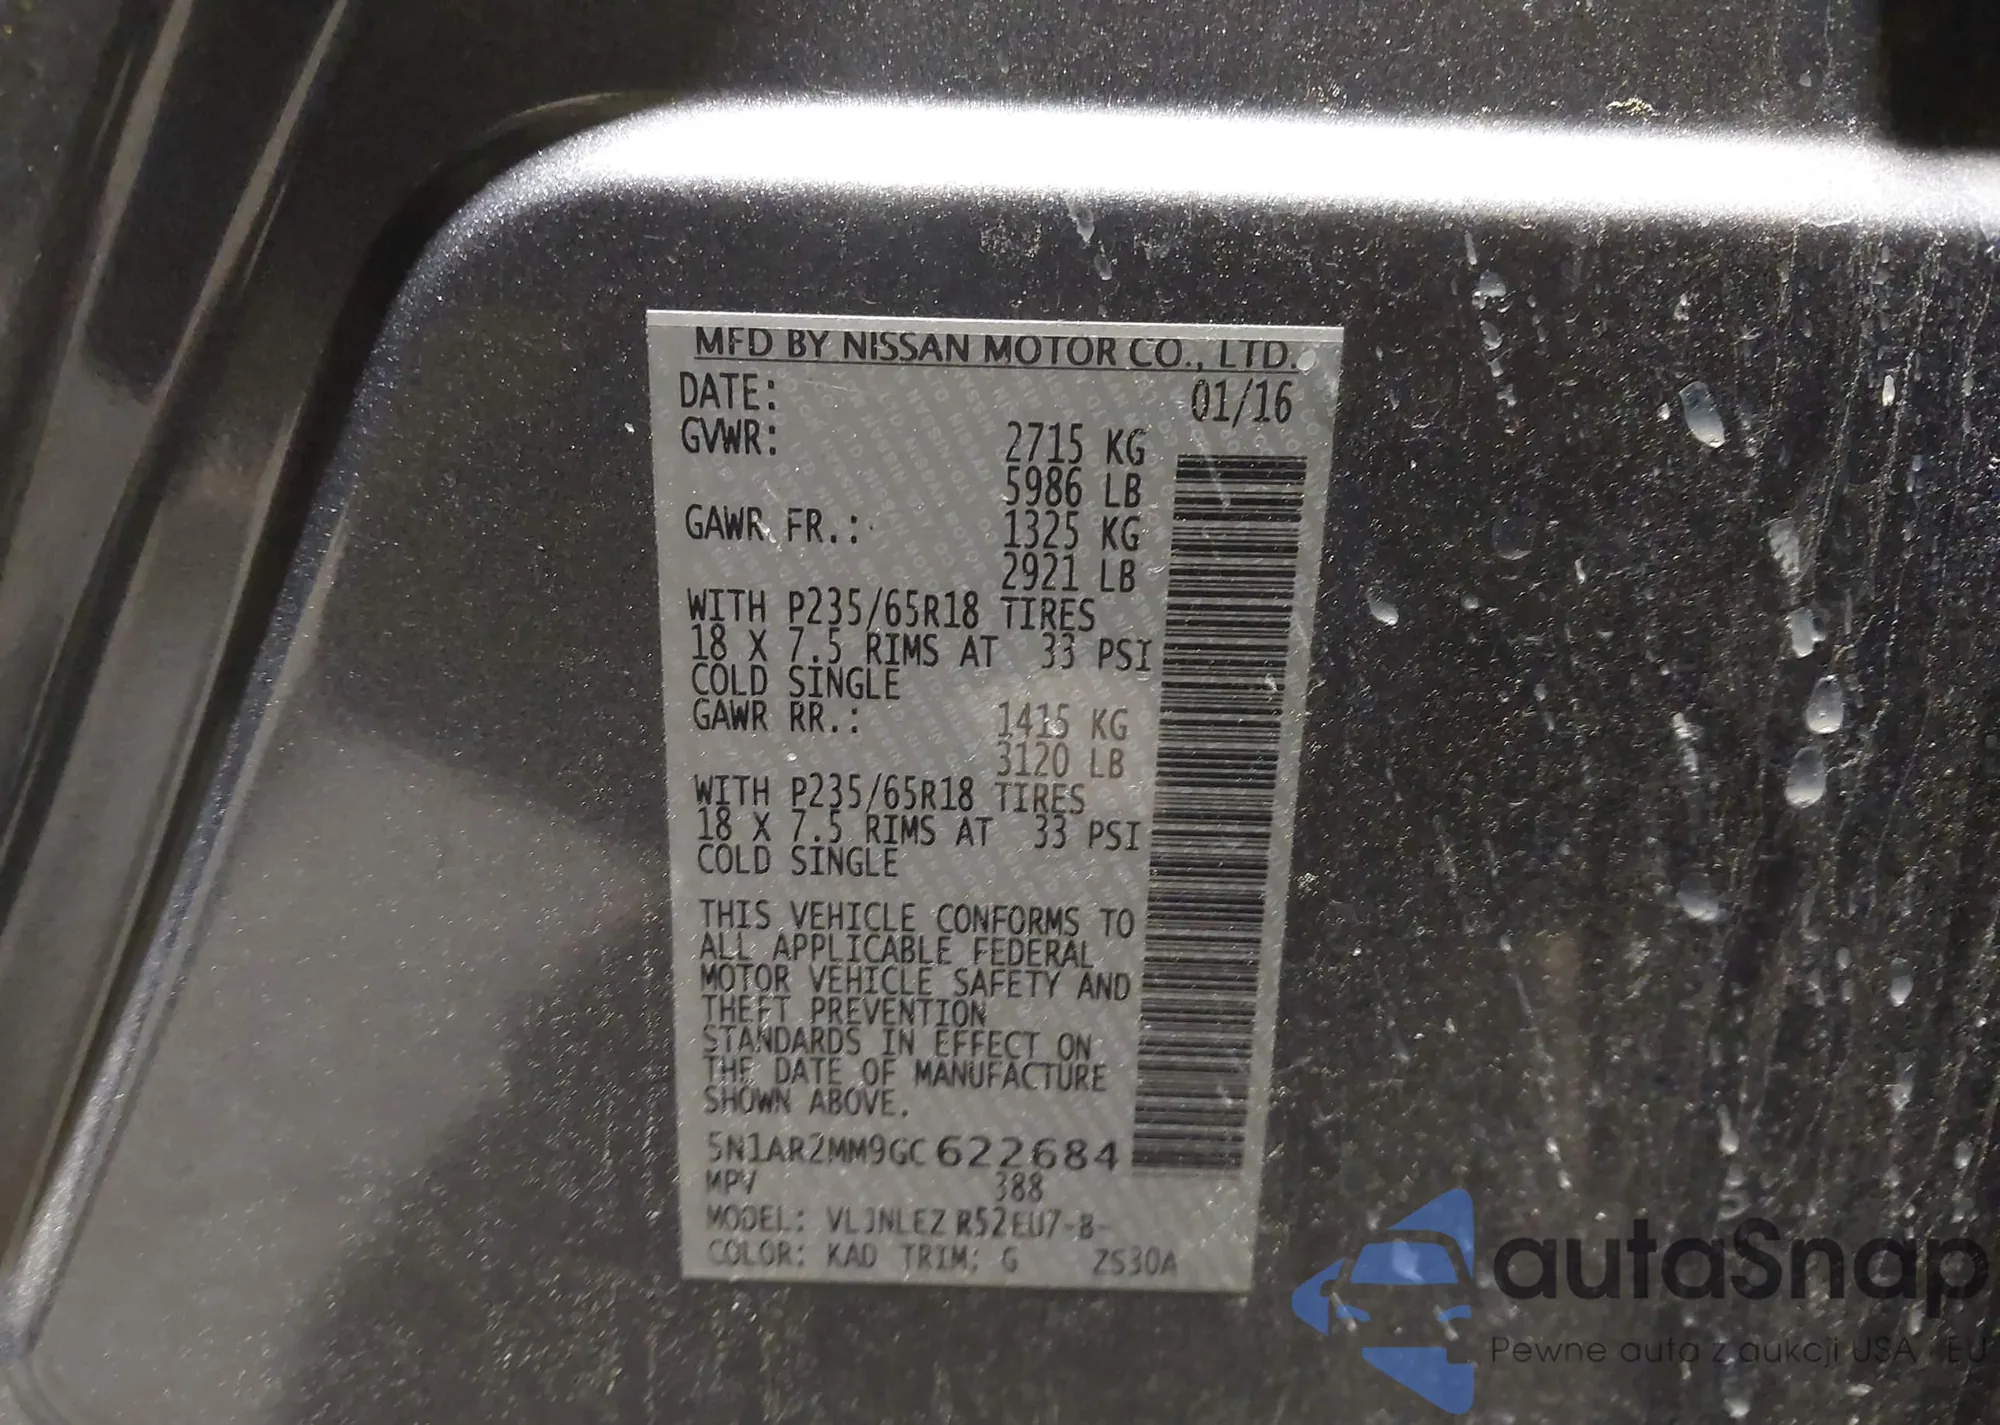 MFD BY NISSAN MOTOR CO., LTD.
DATE: 01/16
GVWR: 2715 KG
5986 LB
GAWR FR.: 1325 KG
2921 LB
WITH P235/65R18 TIRES
18 X 7.5 RIMS AT 33 PSI
COLD SINGLE
GAWR RR.: 1415 KG
3120 LB
WITH P235/65R18 TIRES
18 X 7.5 RIMS AT 33 PSI
COLD SINGLE
THIS VEHICLE CONFORMS TO
ALL APPLICABLE FEDERAL
MOTOR VEHICLE SAFETY AND
THEFT PREVENTION
STANDARDS IN EFFECT ON
THE DATE OF MANUFACTURE
SHOWN ABOVE.
5N1AR2MM9GC622684
MPV 388
MODEL: VLJNLEZ R52EU7-B-
COLOR: KAD TRIM: G ZS30A
autaSnap
Pewne auta z aukcji USA i EU